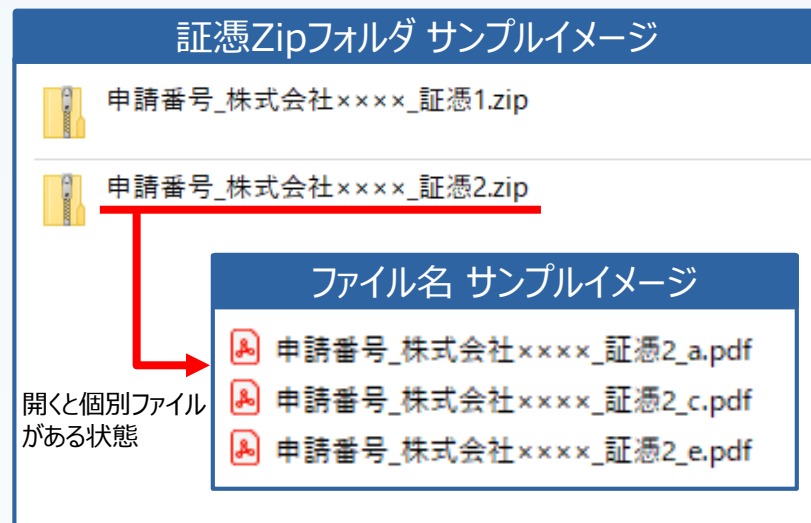 証憑Zipフォルダ サンプルイメージ
申請番号_株式会社××××_証憑1.zip
申請番号_株式会社××××_証憑2.zip
ファイル名 サンプルイメージ
申請番号_株式会社××××_証憑2_a.pdf
申請番号_株式会社××××_証憑2_c.pdf
申請番号_株式会社××××_証憑2_e.pdf
開くと個別ファイル
がある状態